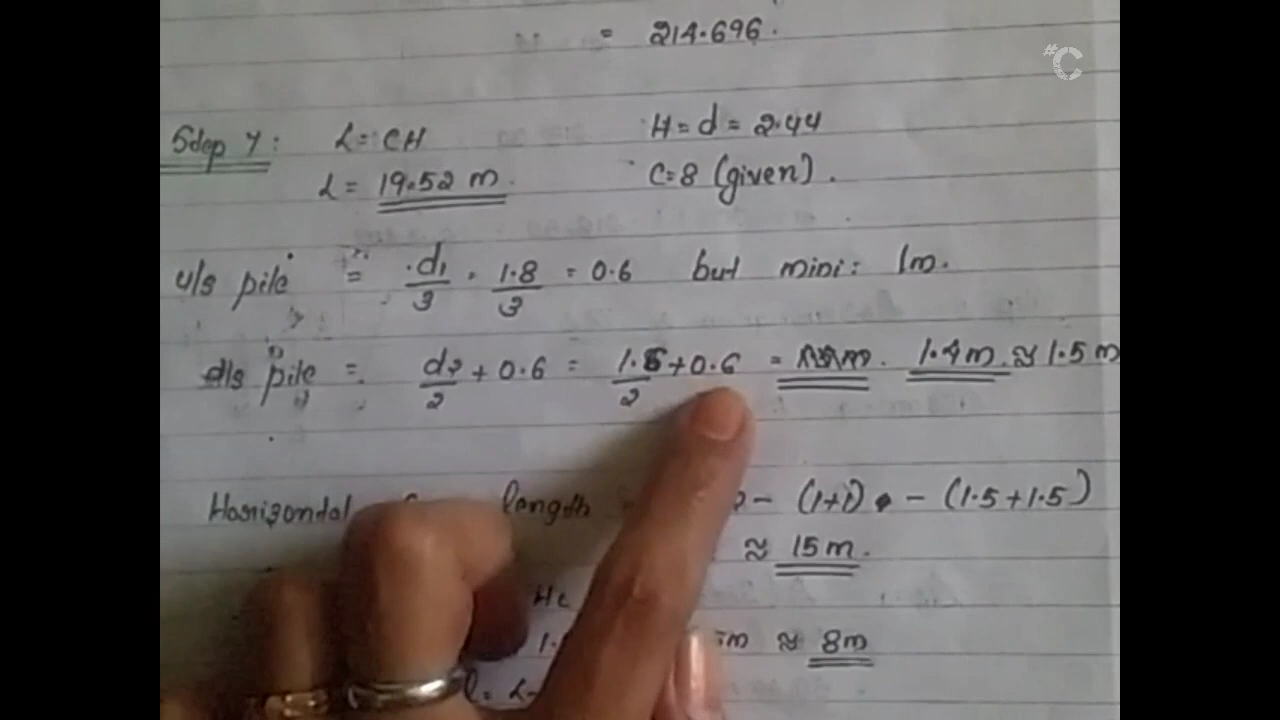 = 214.696.
#C
Step 7: L = CH H = d = 2.44
L = 19.52 m. C=8 (given).
u/s pile = d1/3 = 1.8/3 = 0.6 but mini: 1m.
d/s pile = d2/2 + 0.6 = 1.6/2 + 0.6 = 1.4m ≈ 1.5 m
Horizontal length - (1+1) - (1.5+1.5)
≈ 15m.
≈ 8m